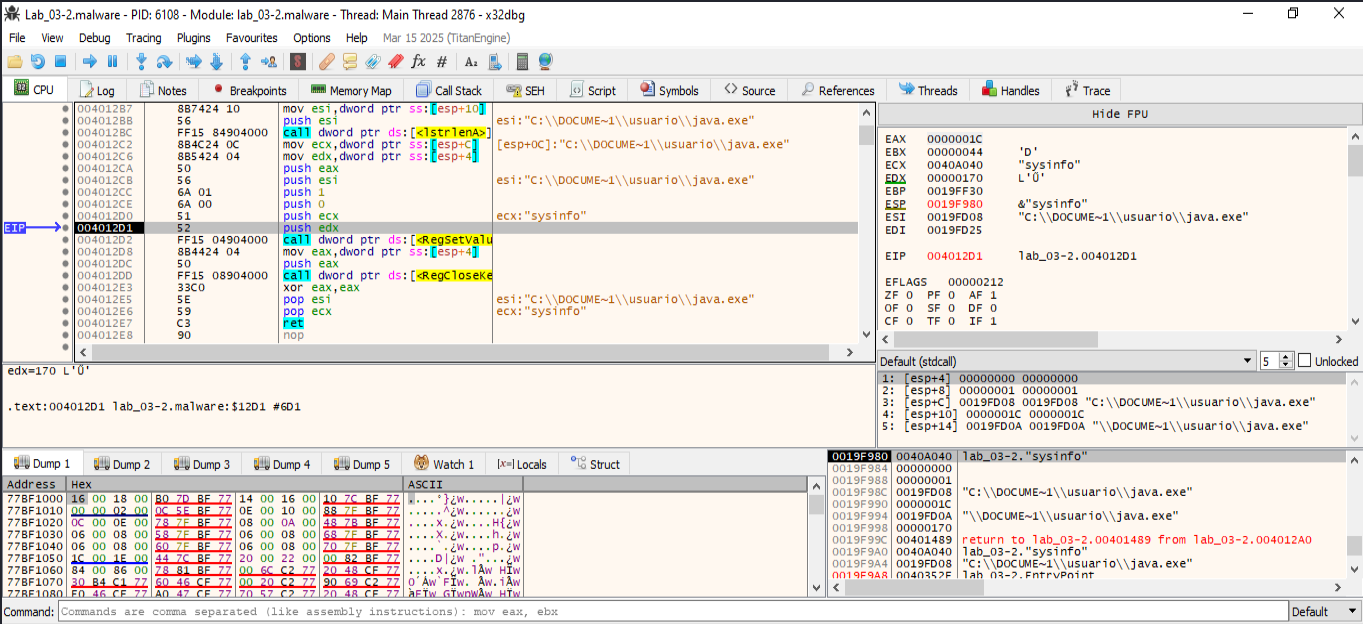 Lab_03-2.malware - PID: 6108 - Module: lab_03-2.malware - Thread: Main Thread 2876 - x32dbg
File View Debug Tracing Plugins Favourites Options Help Mar 15 2025 (TitanEngine)
CPU Log Notes Breakpoints Memory Map Call Stack SEH Script Symbols Source References Threads Handles Trace
004012B7 8B7424 10 mov esi,dword ptr ss:[esp+10]
004012BB 56 push esi esi:"C:\\DOCUME~1\\usuario\\java.exe"
004012BC FF15 84904000 call dword ptr ds:[<lstrlenA>]
004012C2 8B4C24 0C mov ecx,dword ptr ss:[esp+C] [esp+0C]:"C:\\DOCUME~1\\usuario\\java.exe"
004012C6 8B5424 04 mov edx,dword ptr ss:[esp+4]
004012CA 50 push eax
004012CB 56 push esi esi:"C:\\DOCUME~1\\usuario\\java.exe"
004012CC 6A 01 push 1
004012CE 6A 00 push 0
004012D0 51 push ecx ecx:"sysinfo"
EIP 004012D1 52 push edx
004012D2 FF15 04904000 call dword ptr ds:[<RegSetValu
004012D8 8B4424 04 mov eax,dword ptr ss:[esp+4]
004012DC 50 push eax
004012DD FF15 08904000 call dword ptr ds:[<RegCloseKe
004012E3 33C0 xor eax,eax
004012E5 5E pop esi esi:"C:\\DOCUME~1\\usuario\\java.exe"
004012E6 59 pop ecx ecx:"sysinfo"
004012E7 C3 ret
004012E8 90 nop
Hide FPU
EAX 0000001C
EBX 00000044 'D'
ECX 0040A040 "sysinfo"
EDX 00000170 L'Ű'
EBP 0019FF30
ESP 0019F980 &"sysinfo"
ESI 0019FD08 "C:\\DOCUME~1\\usuario\\java.exe"
EDI 0019FD25
EIP 004012D1 lab_03-2.004012D1
EFLAGS 00000212
ZF 0 PF 0 AF 1
OF 0 SF 0 DF 0
CF 0 TF 0 IF 1
edx=170 L'Ű'
.text:004012D1 lab_03-2.malware:$12D1 #6D1
Default (stdcall) 5 Unlocked
1: [esp+4] 00000000 00000000
2: [esp+8] 00000001 00000001
3: [esp+C] 0019FD08 0019FD08 "C:\\DOCUME~1\\usuario\\java.exe"
4: [esp+10] 0000001C 0000001C
5: [esp+14] 0019FD0A 0019FD0A "\\DOCUME~1\\usuario\\java.exe"
Dump 1 Dump 2 Dump 3 Dump 4 Dump 5 Watch 1 [x=] Locals Struct
Address Hex ASCII
77BF1000 16 00 18 00 B0 7D BF 77 14 00 16 00 10 7C BF 77 ....°}¿w.....|¿w
77BF1010 00 00 02 00 0C 5E BF 77 0E 00 10 00 88 7F BF 77 .....^¿w.....¿w
77BF1020 0C 00 0E 00 78 7F BF 77 08 00 0A 00 48 7B BF 77 ....x.¿w....H{¿w
77BF1030 06 00 08 00 58 7F BF 77 06 00 08 00 68 7F BF 77 ....X.¿w....h.¿w
77BF1040 06 00 08 00 60 7F BF 77 06 00 08 00 70 7F BF 77 ....`.¿w....p.¿w
77BF1050 1C 00 1E 00 44 7C BF 77 20 00 22 00 00 82 BF 77 ....D|¿w ."...¿w
77BF1060 84 00 86 00 78 81 BF 77 00 6C C2 77 20 48 CF 77 ....x.¿w.lÂw HÏw
77BF1070 30 B4 C1 77 60 46 CF 77 00 20 C2 77 90 69 C2 77 0´Áw`FÏw. Âw.iÂw
77BF1080 F0 46 CF 77 A0 47 CF 77 70 57 C2 77 20 48 CF 77
0019F980 0040A040 lab_03-2."sysinfo"
0019F984 00000000
0019F988 00000001
0019F98C 0019FD08 "C:\\DOCUME~1\\usuario\\java.exe"
0019F990 0000001C
0019F994 0019FD0A "\\DOCUME~1\\usuario\\java.exe"
0019F998 00000170
0019F99C 00401489 return to lab_03-2.00401489 from lab_03-2.004012A0
0019F9A0 0040A040 lab_03-2."sysinfo"
0019F9A4 0019FD08 "C:\\DOCUME~1\\usuario\\java.exe"
0019F9A8 0040352E lab_03-2.EntryPoint
Command: Commands are comma separated (like assembly instructions): mov eax, ebx Default